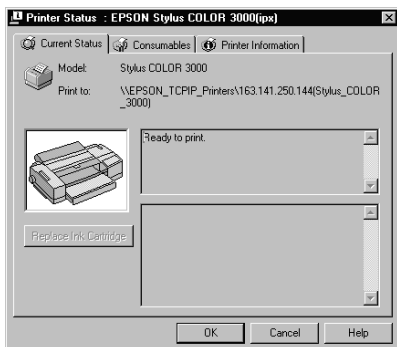 Printer Status : EPSON Stylus COLOR 3000(ipx)
Current Status Consumables Printer Information
Model: Stylus COLOR 3000
Print to: \\EPSON_TCPIP_Printers\163.141.250.144(Stylus_COLOR
_3000)
Ready to print.
Replace Ink Cartridge
OK Cancel Help